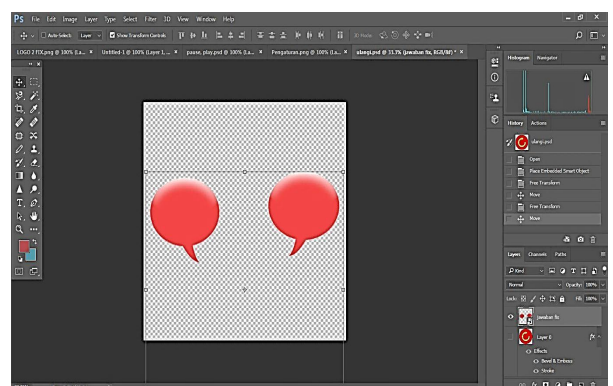 Ps File Edit Image Layer Type Select Filter 3D View Window Help
Auto-Select: Layer Show Transform Controls 3D Mode:
LOGO 2 FIX.png @ 100% (La... × Untitled-1 @ 100% (Layer 1, ... × pause, play.psd @ 100% (La... × Pengaturan.png @ 100% (La... × ulangi.psd @ 33.3% (jawaban fix, RGB/8#) * ×
Histogram Navigator
History Actions
ulangi.psd
Open
Place Embedded Smart Object
Free Transform
Move
Free Transform
Move
Layers Channels Paths
Kind
Normal Opacity: 100%
Lock: Fill: 100%
jawaban fix
Layer 6 fx
Effects
Bevel & Emboss
Stroke